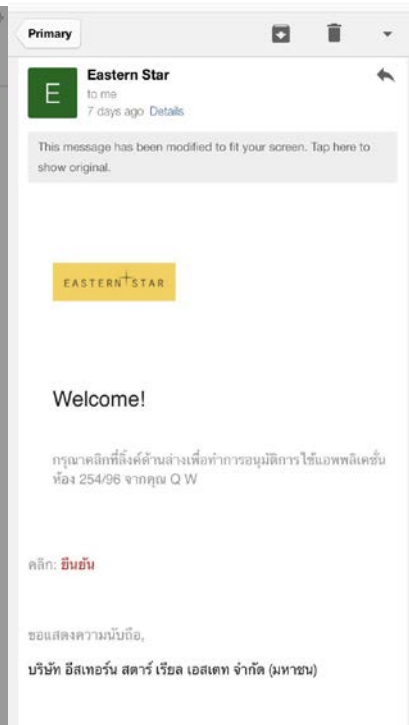 Primary
E
Eastern Star
to me
7 days ago Details
This message has been modified to fit your screen. Tap here to
show original.
EASTERN STAR
Welcome!
กรุณาคลิกที่ลิ้งค์ด้านล่างเพื่อทำการอนุมัติการใช้แอพพลิเคชั่น
ห้อง 254/96 จากคุณ Q W
คลิก: ยืนยัน
ขอแสดงความนับถือ,
บริษัท อีสเทอร์น สตาร์ เรียล เอสเตท จำกัด (มหาชน)